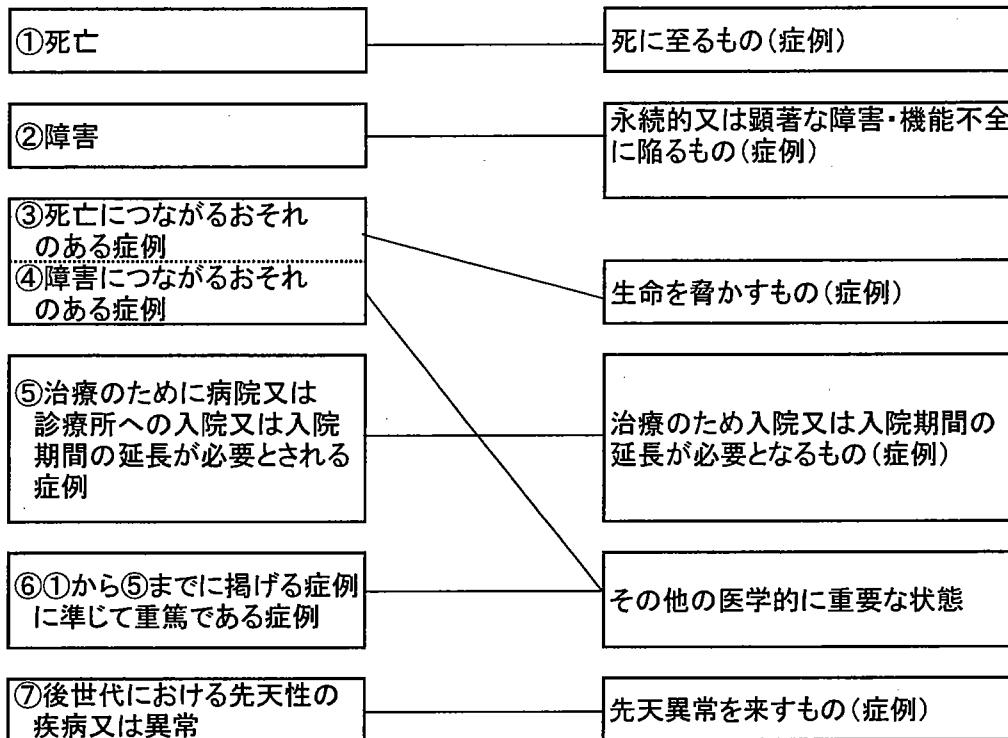 ①死亡
死に至るもの(症例)
②障害
永続的又は顕著な障害・機能不全
に陥るもの(症例)
③死亡につながるおそれ
のある症例
④障害につながるおそれ
のある症例
生命を脅かすもの(症例)
⑤治療のために病院又は
診療所への入院又は入院
期間の延長が必要とされる
症例
治療のため入院又は入院期間の
延長が必要となるもの(症例)
⑥①から⑤までに掲げる症例
に準じて重篤である症例
その他の医学的に重要な状態
⑦後世代における先天性の
疾病又は異常
先天異常を来すもの(症例)